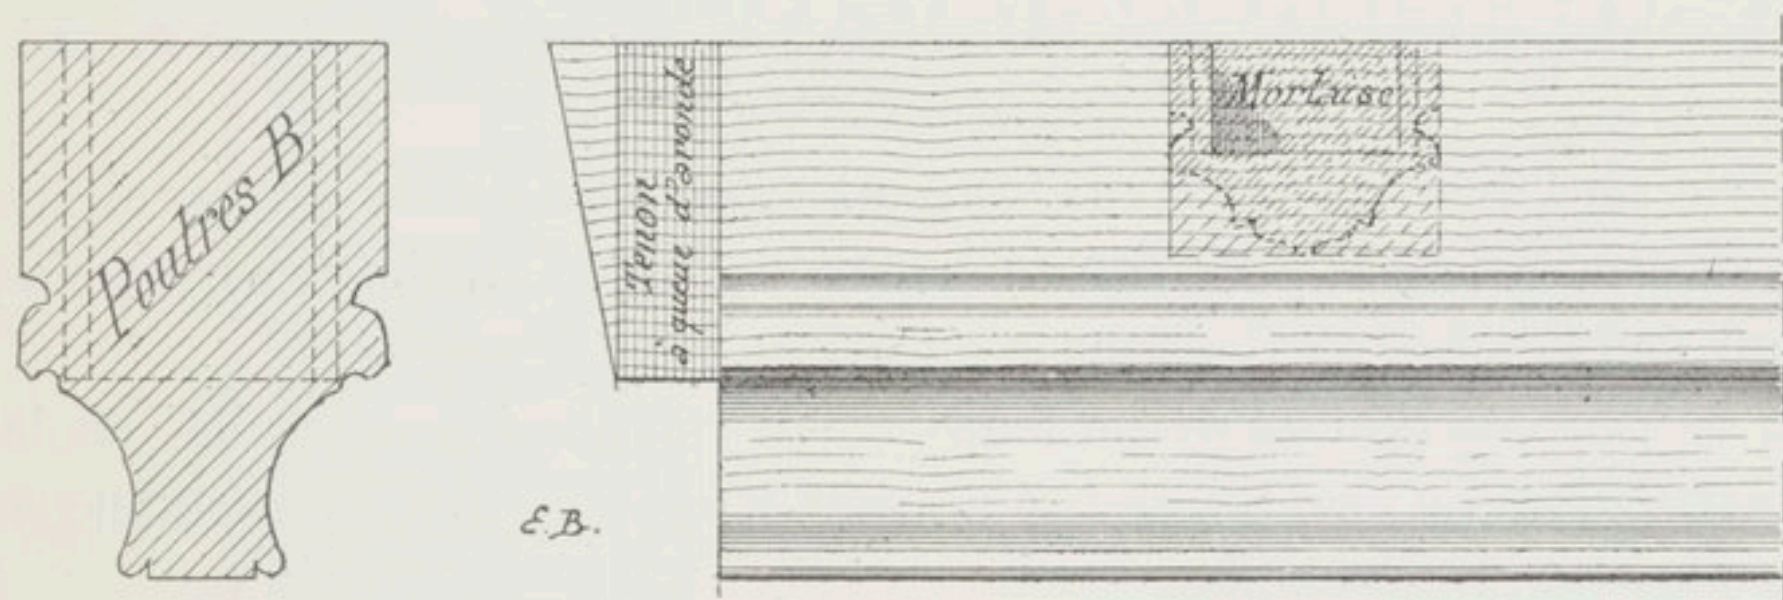 Poutres B
Tenon
à queue d'aronde
Mortaise
E.B.